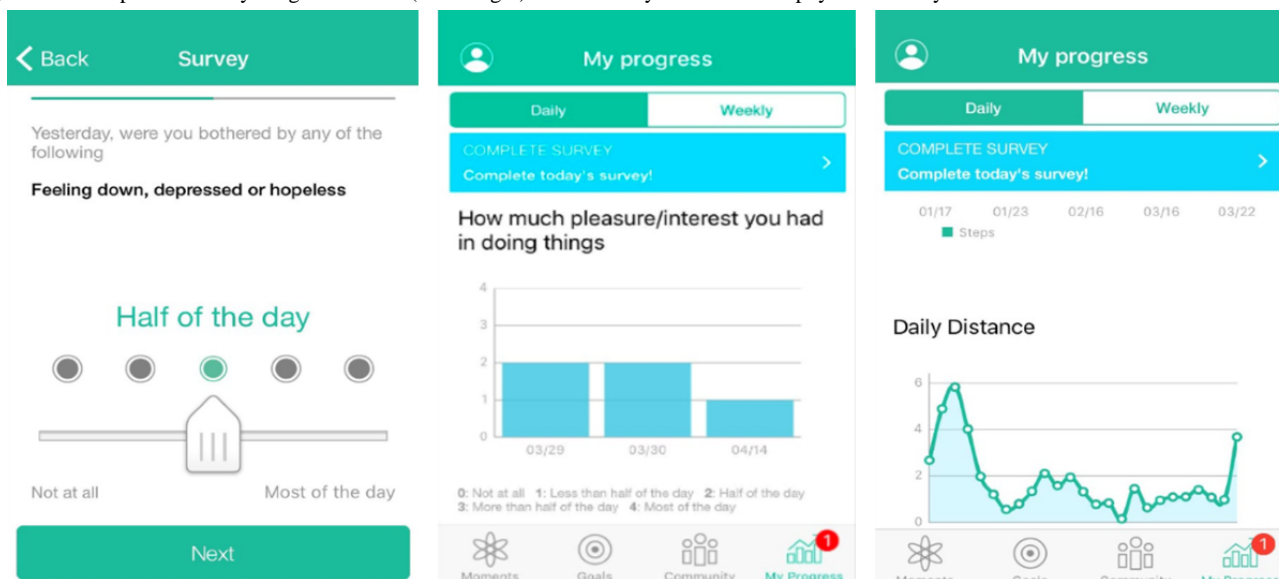 Back Survey
Yesterday, were you bothered by any of the
following
Feeling down, depressed or hopeless
Half of the day
Not at all Most of the day
Next
My progress
Daily Weekly
COMPLETE SURVEY
Complete today's survey!
How much pleasure/interest you had
in doing things
4
3
2
1
0
03/29 03/30 04/14
0: Not at all 1: Less than half of the day 2: Half of the day
3: More than half of the day 4: Most of the day
1
Moments Goals Community My Progress
My progress
Daily Weekly
COMPLETE SURVEY
Complete today's survey!
01/17 01/23 02/16 03/16 03/22
Steps
Daily Distance
6
4
2
0
1
Moments Goals Community My Progress